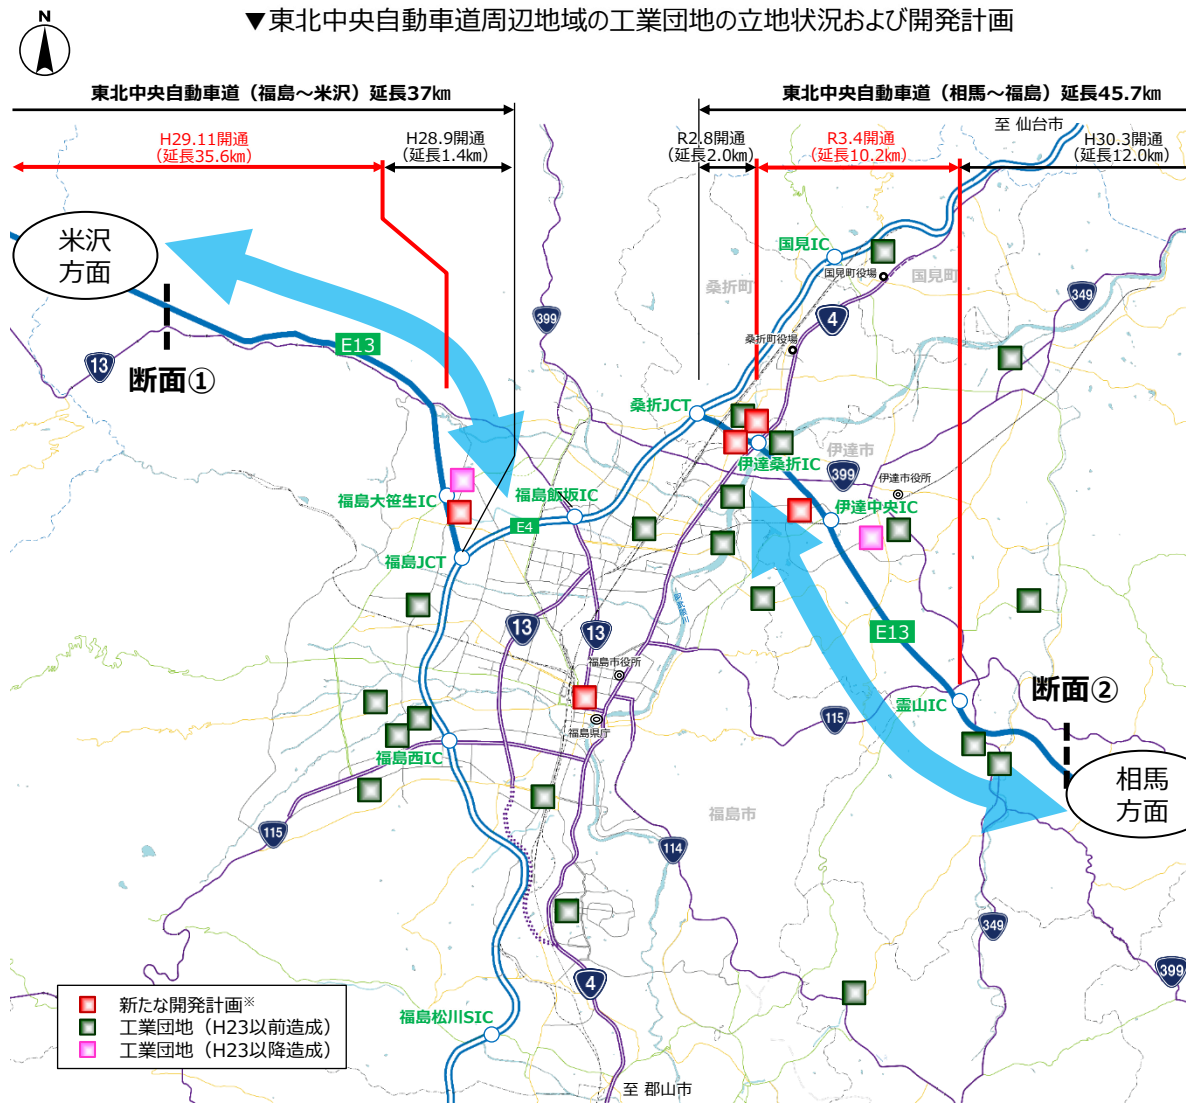 ▼東北中央自動車道周辺地域の工業団地の立地状況および開発計画
N
東北中央自動車道（福島～米沢）延長37km
東北中央自動車道（相馬～福島）延長45.7km
至 仙台市
H29.11開通
（延長35.6km）
H28.9開通
（延長1.4km）
R2.8開通
（延長2.0km）
R3.4開通
（延長10.2km）
H30.3開通
（延長12.0km）
米沢
方面
国見IC
国見町役場
国見町
桑折町
349
399
4
桑折町役場
E13
13
断面①
桑折JCT
伊達市
伊達桑折IC
399
伊達市役所
福島大笹生IC
福島飯坂IC
伊達中央IC
E4
福島JCT
13
13
E13
福島市役所
断面②
霊山IC
115
福島県庁
福島西IC
相馬
方面
福島市
115
114
349
399
4
新たな開発計画※
工業団地（H23以前造成）
工業団地（H23以降造成）
福島松川SIC
至 郡山市